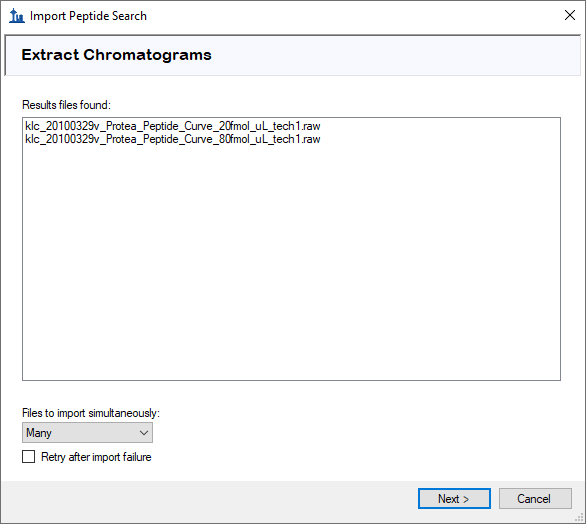 Import Peptide Search
Extract Chromatograms
Results files found:
klc_20100329v_Protea_Peptide_Curve_20fmol_uL_tech1.raw
klc_20100329v_Protea_Peptide_Curve_80fmol_uL_tech1.raw
Files to import simultaneously:
Many
Retry after import failure
Next >
Cancel